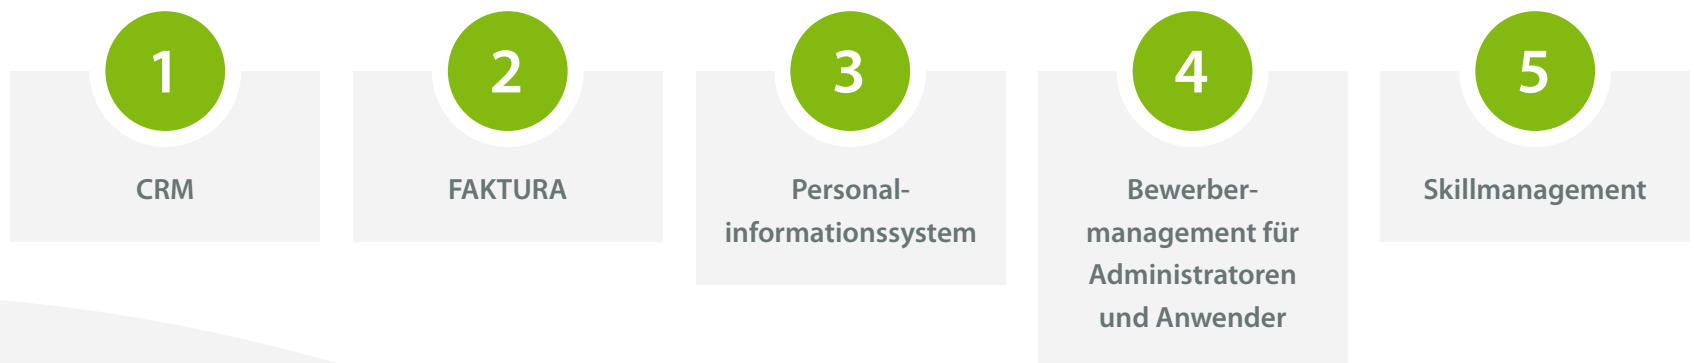 1
CRM
2
FAKTURA
3
Personal-
informationssystem
4
Bewerber-
management für
Administratoren
und Anwender
5
Skillmanagement